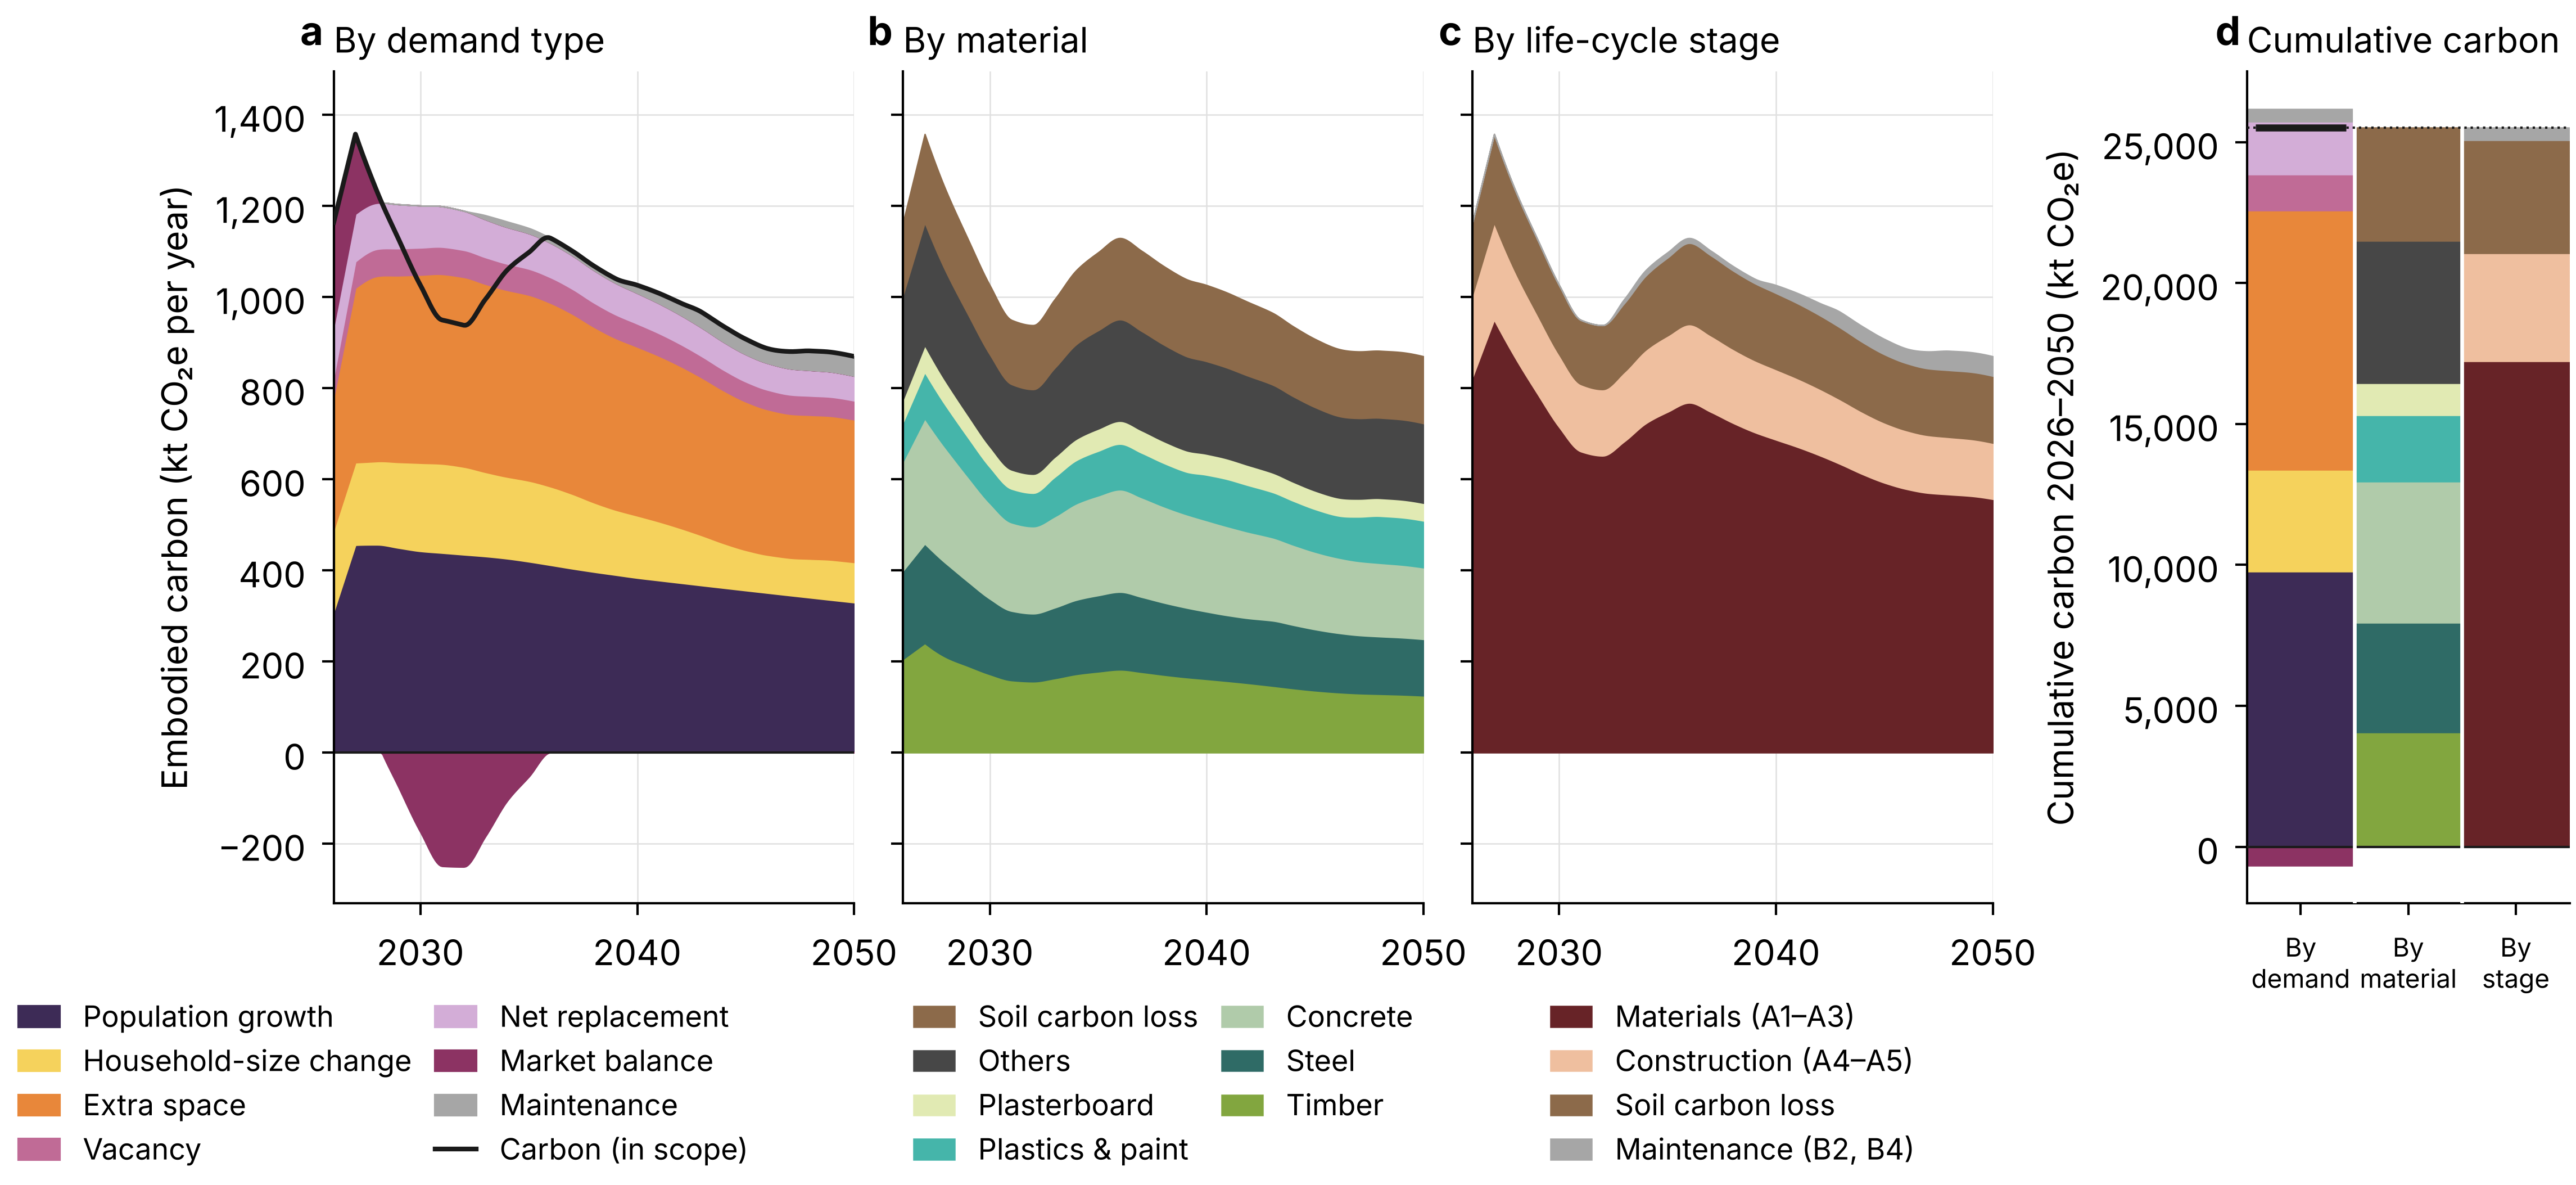 a By demand type
b By material
c By life-cycle stage
d Cumulative carbon
Embodied carbon (kt CO₂e per year)
1,400
1,200
1,000
800
600
400
200
0
−200
2030
2040
2050
2030
2040
2050
2030
2040
2050
Cumulative carbon 2026–2050 (kt CO₂e)
25,000
20,000
15,000
10,000
5,000
0
By
demand
By
material
By
stage
Population growth
Household-size change
Extra space
Vacancy
Net replacement
Market balance
Maintenance
Carbon (in scope)
Soil carbon loss
Others
Plasterboard
Plastics & paint
Concrete
Steel
Timber
Materials (A1–A3)
Construction (A4–A5)
Soil carbon loss
Maintenance (B2, B4)